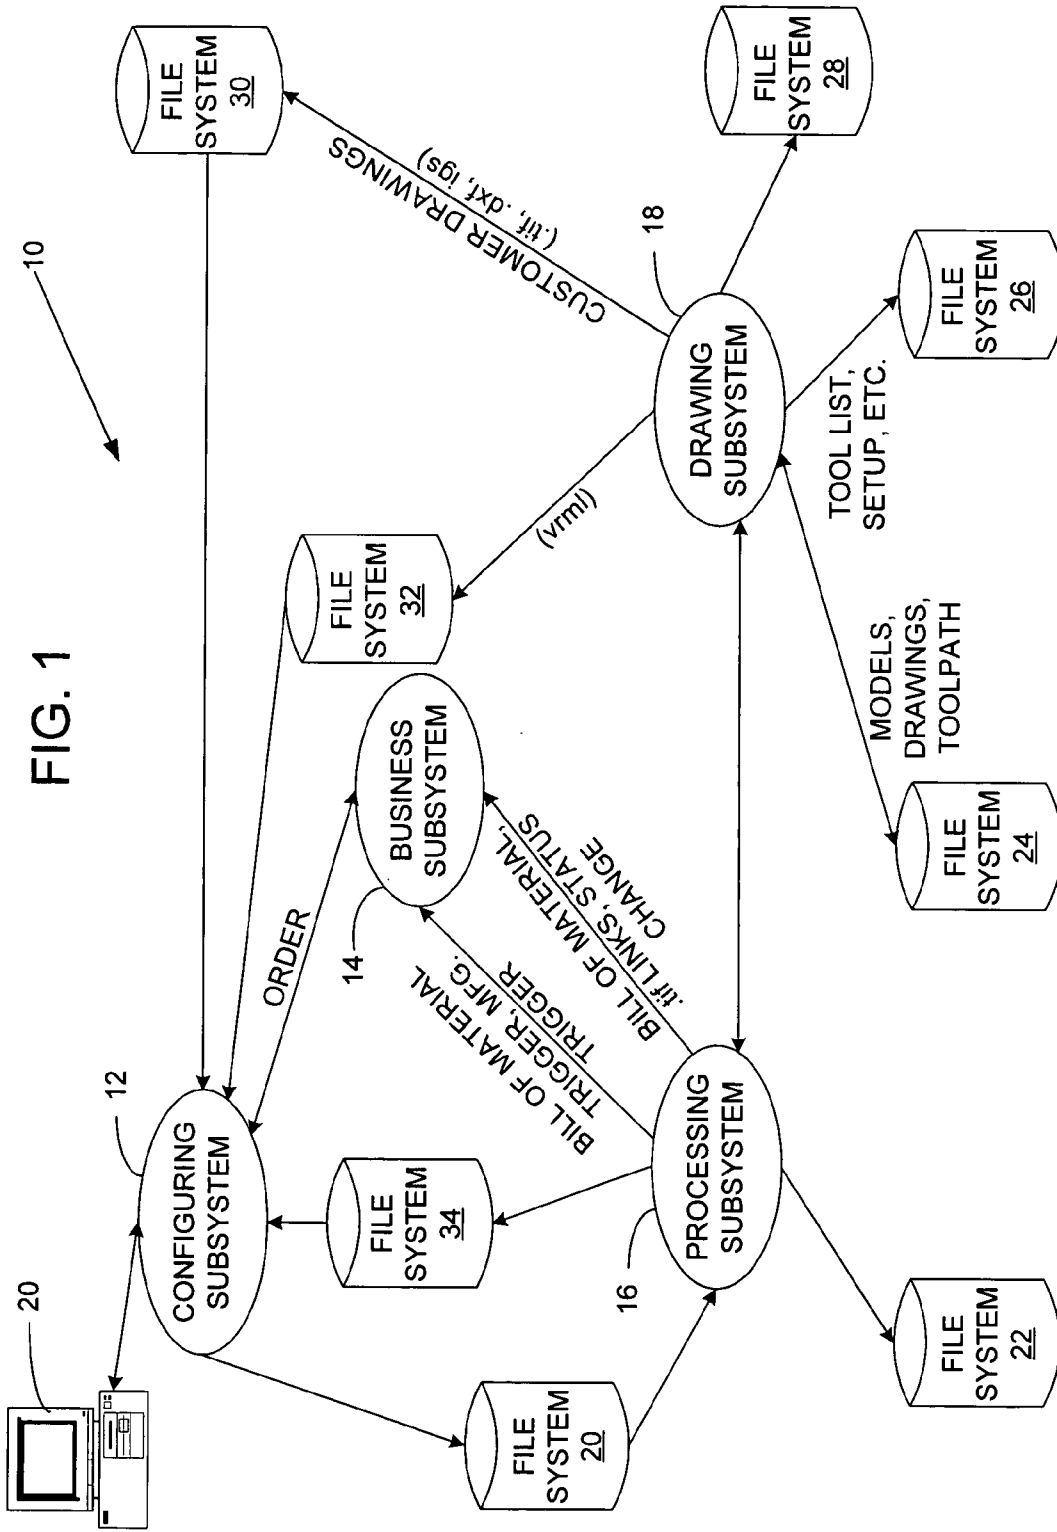 FIG. 1
10
20
12
CONFIGURING
SUBSYSTEM
ORDER
FILE
SYSTEM
30
FILE
SYSTEM
32
FILE
SYSTEM
34
FILE
SYSTEM
20
14
BUSINESS
SUBSYSTEM
(vrml)
CUSTOMER DRAWINGS
(.tif, .dxf, igs)
BILL OF MATERIAL
TRIGGER, MFG.
TRIGGER
BILL OF MATERIAL,
.tif LINKS, STATUS
CHANGE
16
PROCESSING
SUBSYSTEM
18
DRAWING
SUBSYSTEM
FILE
SYSTEM
28
MODELS,
DRAWINGS,
TOOLPATH
TOOL LIST,
SETUP, ETC.
FILE
SYSTEM
22
FILE
SYSTEM
24
FILE
SYSTEM
26